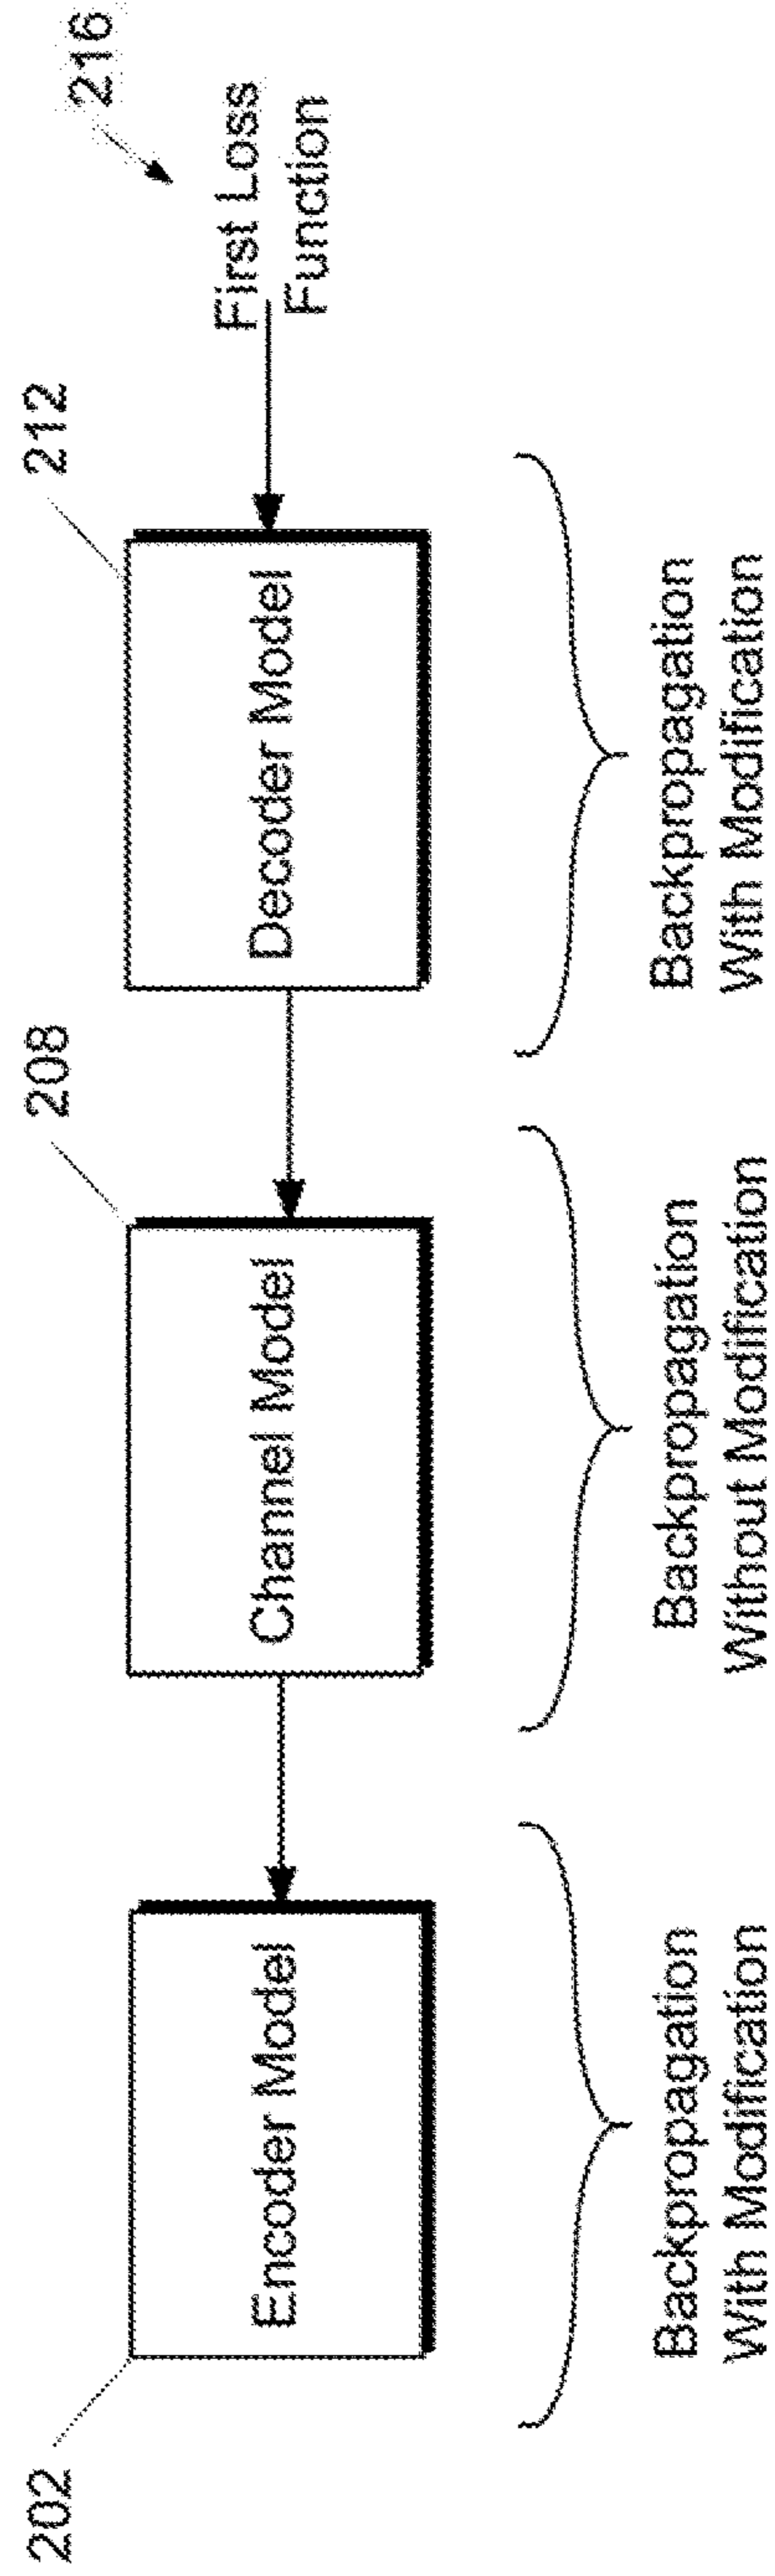 216
First Loss
Function
212
Decoder Model
208
Channel Model
202
Encoder Model
Backpropagation
With Modification
Backpropagation
Without Modification
Backpropagation
With Modification